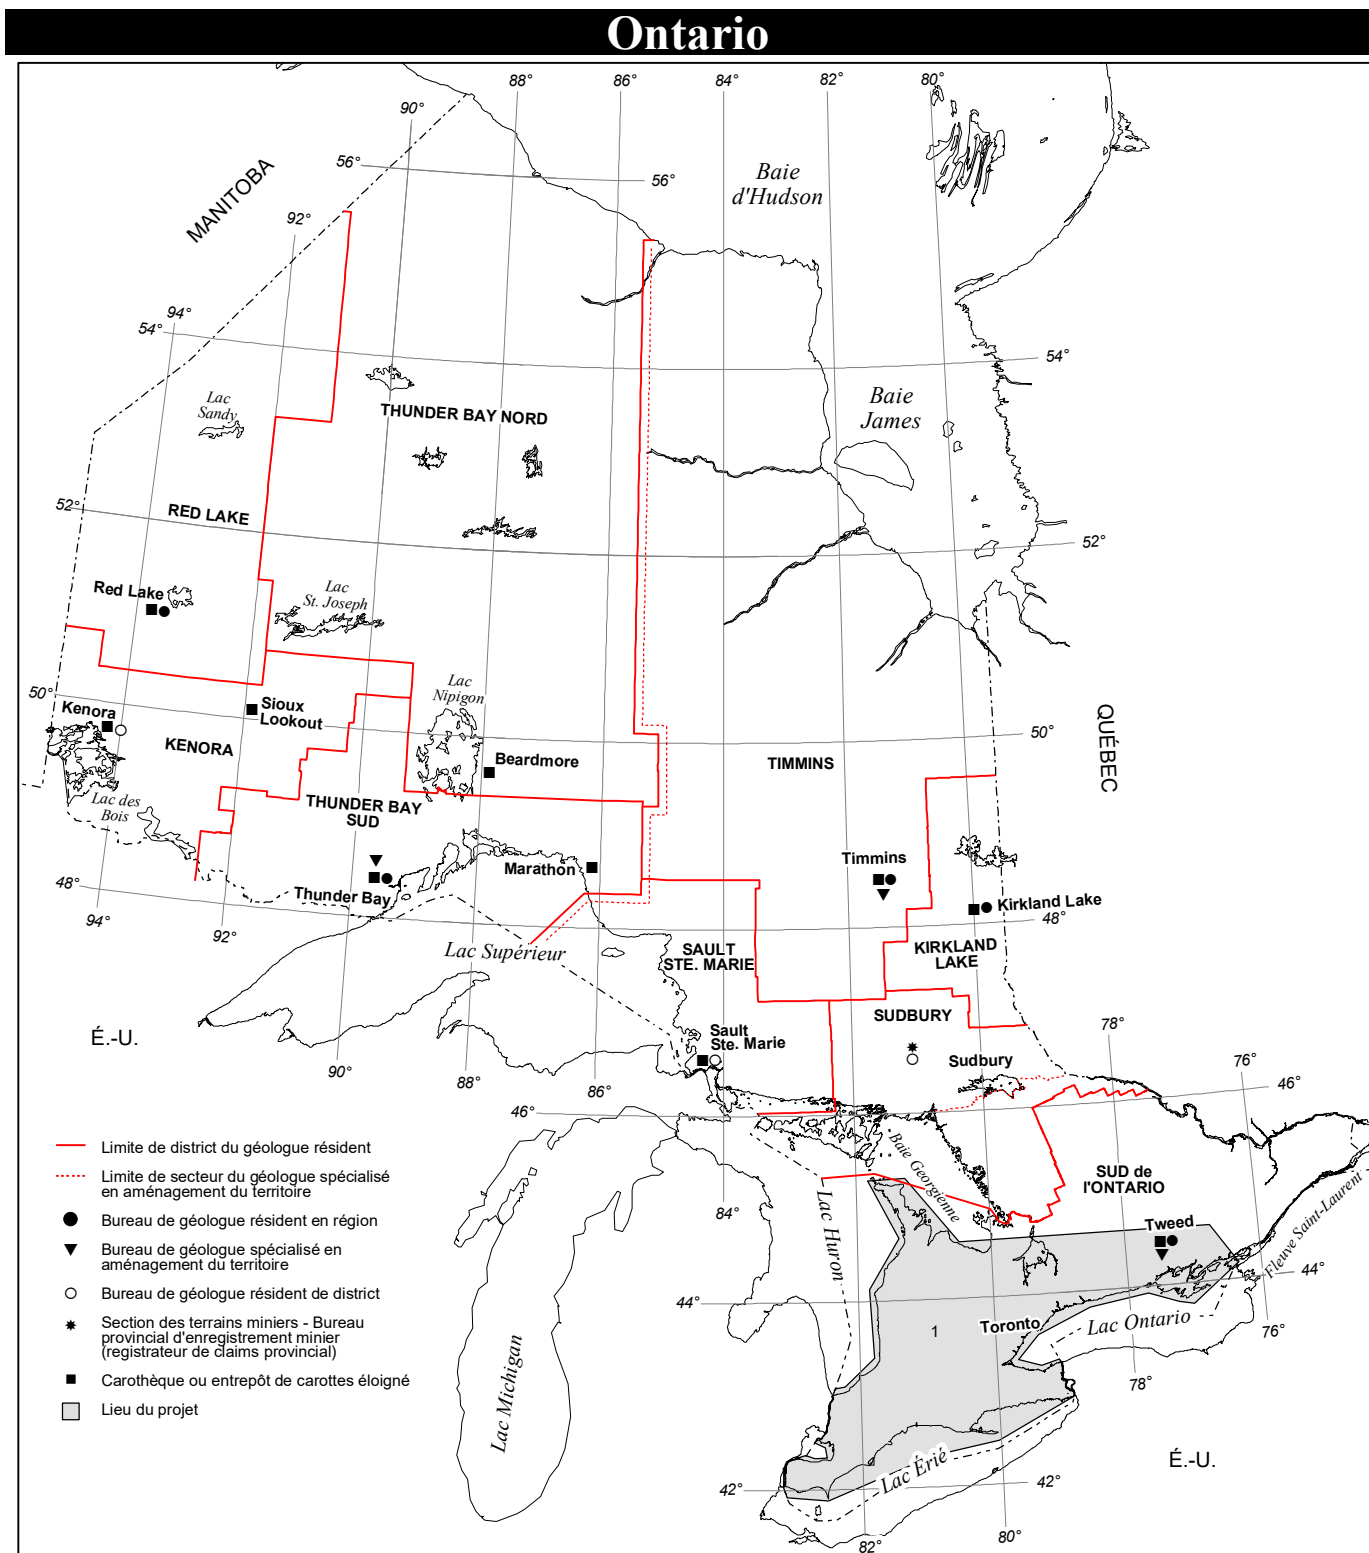 Ontario
88°
86°
84°
82°
80°
90°
56°
56°
Baie
d'Hudson
MANITOBA
92°
94°
54°
54°
Lac
Sandy
THUNDER BAY NORD
Baie
James
52°
RED LAKE
52°
Red Lake
Lac
St. Joseph
50°
Kenora
Sioux
Lookout
Lac
Nipigon
KENORA
Beardmore
TIMMINS
50°
QUÉBEC
Lac des
Bois
THUNDER BAY
SUD
48°
Marathon
Timmins
Thunder Bay
Kirkland Lake
48°
94°
92°
Lac Supérieur
SAULT
STE. MARIE
KIRKLAND
LAKE
SUDBURY
É.-U.
Sault
Ste. Marie
Sudbury
78°
76°
90°
88°
86°
46°
46°
Limite de district du géologue résident
Limite de secteur du géologue spécialisé
en aménagement du territoire
Bureau de géologue résident en région
Bureau de géologue spécialisé en
aménagement du territoire
Bureau de géologue résident de district
Section des terrains miniers - Bureau
provincial d'enregistrement minier
(registrateur de claims provincial)
Carothèque ou entrepôt de carottes éloigné
Lieu du projet
Baie Georgienne
SUD de
l'ONTARIO
84°
Lac Huron
Tweed
Fleuve Saint-Laurent
44°
44°
1
Toronto
Lac Ontario
76°
78°
Lac Michigan
Lac Érié
É.-U.
42°
42°
80°
82°